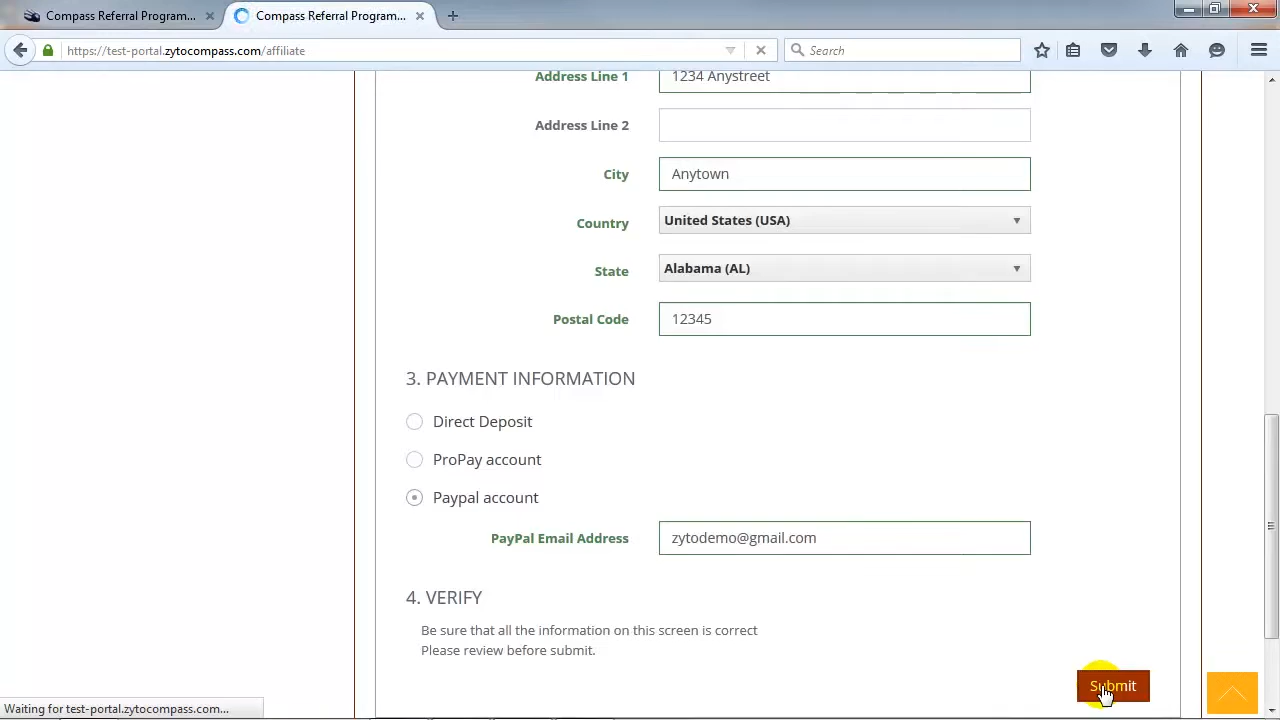 Compass Referral Program...
Compass Referral Program...
https://test-portal.zytocompass.com/affiliate
Search
Address Line 1
1234 Anystreet
Address Line 2
City
Anytown
Country
United States (USA)
State
Alabama (AL)
Postal Code
12345
3. PAYMENT INFORMATION
Direct Deposit
ProPay account
Paypal account
PayPal Email Address
zytodemo@gmail.com
4. VERIFY
Be sure that all the information on this screen is correct
Please review before submit.
Submit
Waiting for test-portal.zytocompass.com...